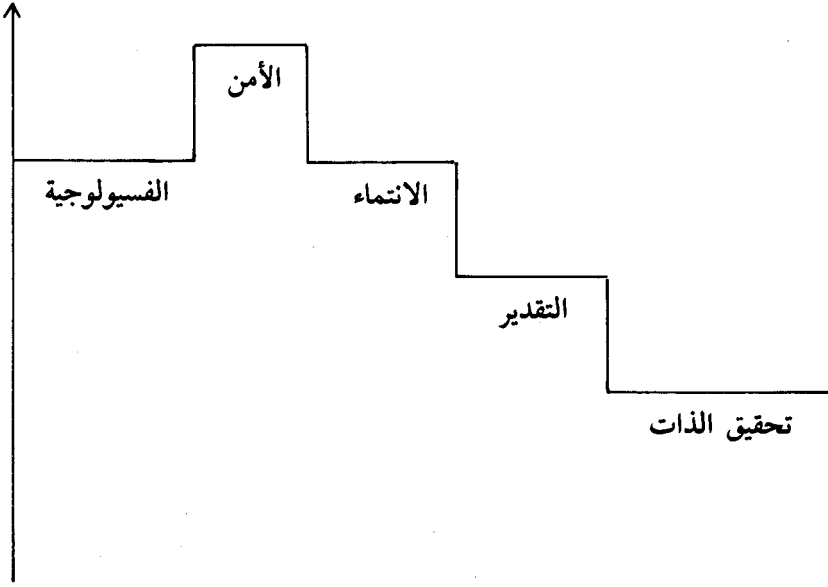 الأمن
الفسيولوجية
الانتماء
التقدير
تحقيق الذات